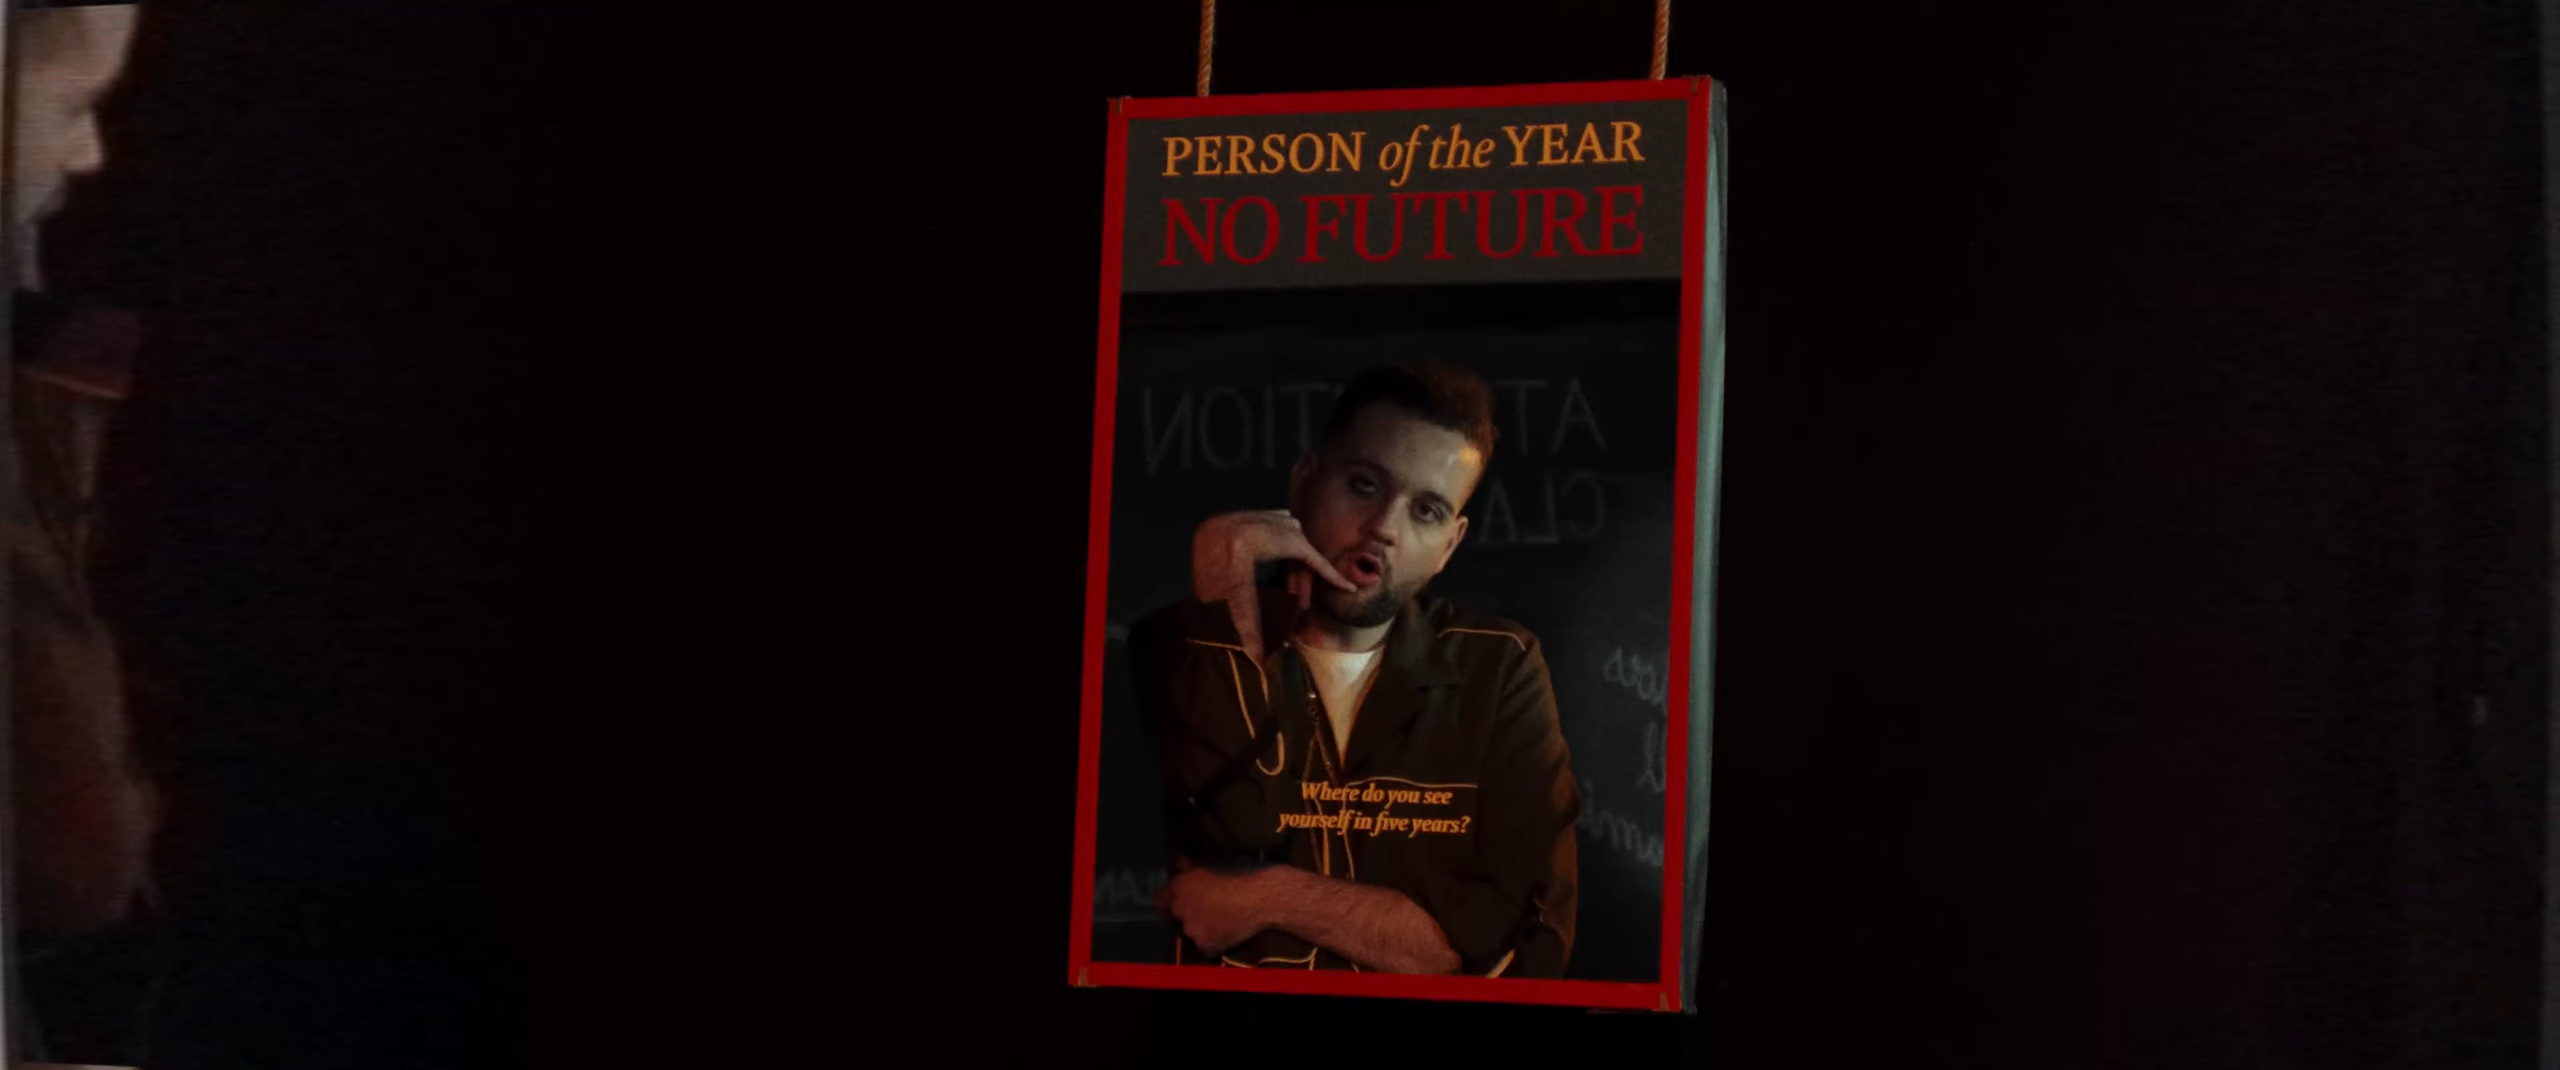 PERSON of the YEAR
NO FUTURE
Where do you see
yourself in five years?